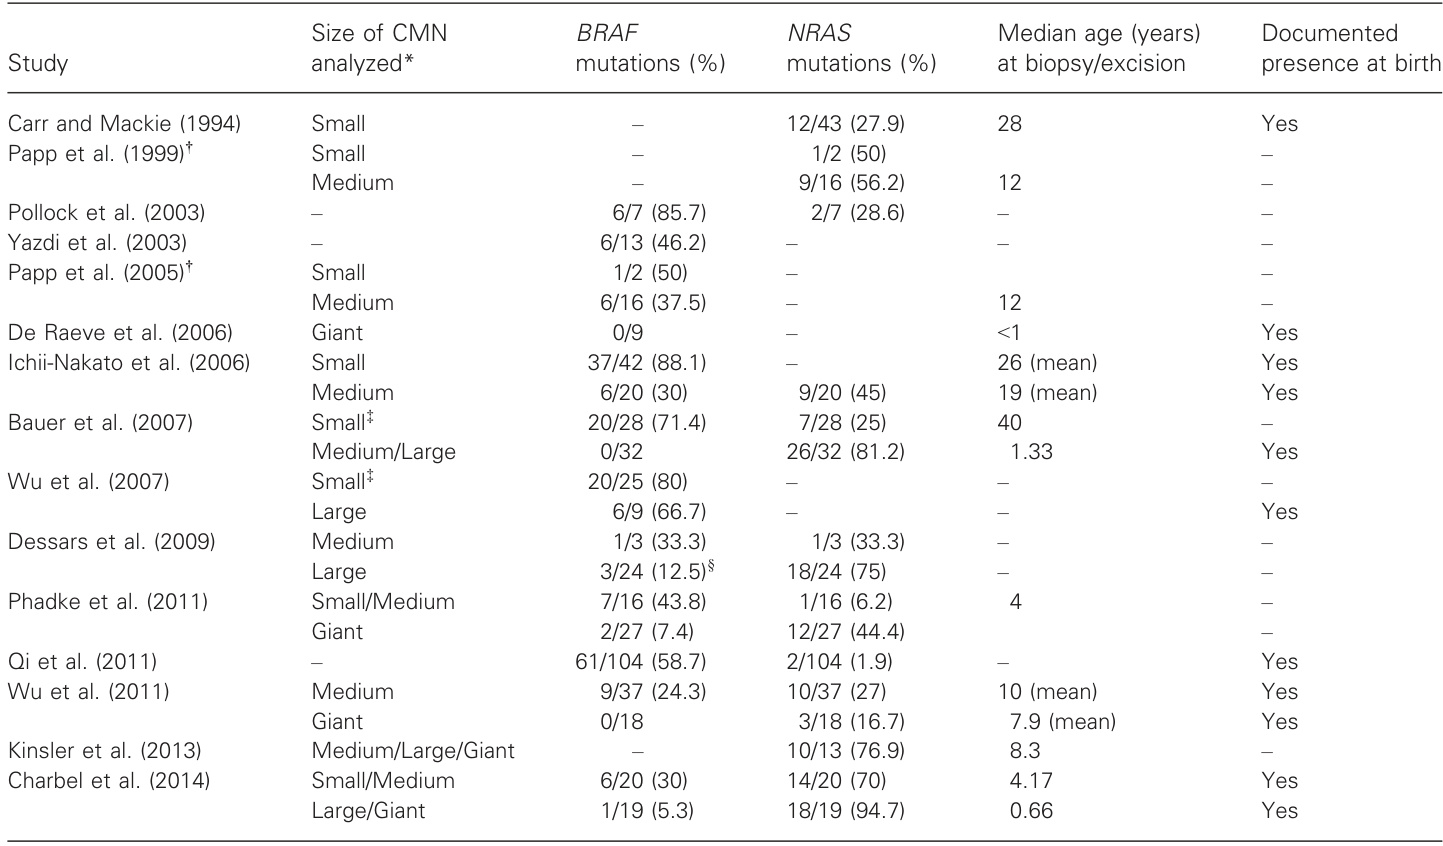 Size of CMN BRAF NRAS Median age (years) Documented
Study analyzed* mutations (%) mutations (%) at biopsy/excision presence at birth
Carr and Mackie (1994) Small – 12/43 (27.9) 28 Yes
Papp et al. (1999)† Small – 1/2 (50) –
Medium – 9/16 (56.2) 12 –
Pollock et al. (2003) – 6/7 (85.7) 2/7 (28.6) – –
Yazdi et al. (2003) – 6/13 (46.2) – – –
Papp et al. (2005)† Small 1/2 (50) – –
Medium 6/16 (37.5) – 12 –
De Raeve et al. (2006) Giant 0/9 – <1 Yes
Ichii-Nakato et al. (2006) Small 37/42 (88.1) – 26 (mean) Yes
Medium 6/20 (30) 9/20 (45) 19 (mean) Yes
Bauer et al. (2007) Small‡ 20/28 (71.4) 7/28 (25) 40 –
Medium/Large 0/32 26/32 (81.2) 1.33 Yes
Wu et al. (2007) Small‡ 20/25 (80) – – –
Large 6/9 (66.7) – – Yes
Dessars et al. (2009) Medium 1/3 (33.3) 1/3 (33.3) – –
Large 3/24 (12.5)§ 18/24 (75) – –
Phadke et al. (2011) Small/Medium 7/16 (43.8) 1/16 (6.2) 4 –
Giant 2/27 (7.4) 12/27 (44.4) –
Qi et al. (2011) – 61/104 (58.7) 2/104 (1.9) – Yes
Wu et al. (2011) Medium 9/37 (24.3) 10/37 (27) 10 (mean) Yes
Giant 0/18 3/18 (16.7) 7.9 (mean) Yes
Kinsler et al. (2013) Medium/Large/Giant – 10/13 (76.9) 8.3 –
Charbel et al. (2014) Small/Medium 6/20 (30) 14/20 (70) 4.17 Yes
Large/Giant 1/19 (5.3) 18/19 (94.7) 0.66 Yes